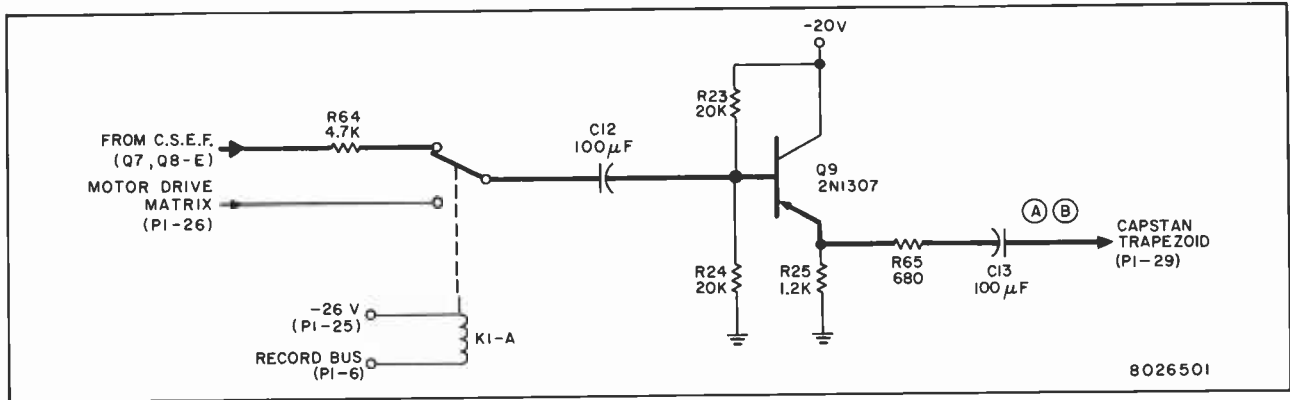 -20V
R23
20K
R64
4.7K
FROM C.S.E.F.
(Q7, Q8-E)
C12
100μF
Q9
2N1307
MOTOR DRIVE
MATRIX
(P1-26)
A B
CAPSTAN
TRAPEZOID
(P1-29)
R24
20K
R25
1.2K
R65
680
C13
100μF
-26 V
(P1-25)
K1-A
RECORD BUS
(P1-6)
8026501